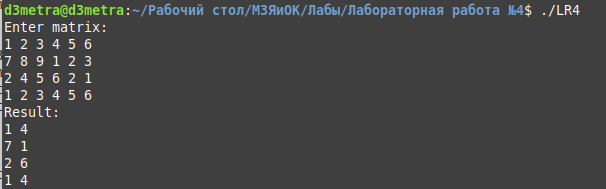 d3metra@d3metra:~/Рабочий стол/МЗЯиОК/Лабы/Лабораторная работа №4$ ./LR4
Enter matrix:
1 2 3 4 5 6
7 8 9 1 2 3
2 4 5 6 2 1
1 2 3 4 5 6
Result:
1 4
7 1
2 6
1 4